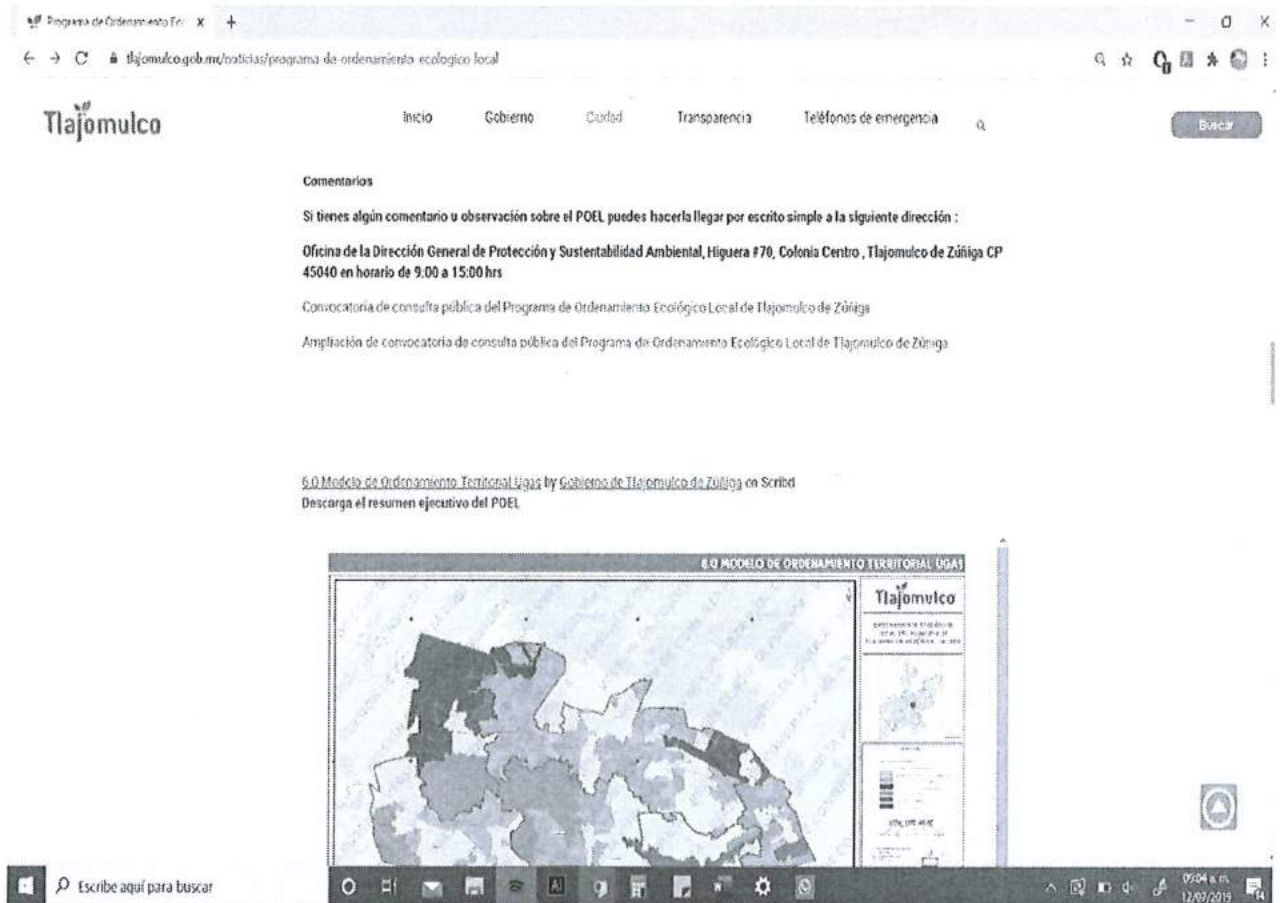 Programa de Ordenamiento Ec
tlajomulco.gob.mx/noticias/programa-de-ordenamiento-ecologico-local
Tlajomulco
Inicio
Gobierno
Ciudad
Transparencia
Teléfonos de emergencia
Buscar
Comentarios
Si tienes algún comentario u observación sobre el POEL puedes hacerla llegar por escrito simple a la siguiente dirección :
Oficina de la Dirección General de Protección y Sustentabilidad Ambiental, Higuera #70, Colonia Centro , Tlajomulco de Zúñiga CP
45040 en horario de 9:00 a 15:00 hrs
Convocatoria de consulta pública del Programa de Ordenamiento Ecológico Local de Tlajomulco de Zúñiga
Ampliación de convocatoria de consulta pública del Programa de Ordenamiento Ecológico Local de Tlajomulco de Zúñiga
6.0 Modelo de Ordenamiento Territorial Ugas by Gobierno de Tlajomulco de Zúñiga on Scribd
Descarga el resumen ejecutivo del POEL
6.0 MODELO DE ORDENAMIENTO TERRITORIAL UGAS
Tlajomulco
Escribe aquí para buscar
05:04 a. m.
12/07/2019
14